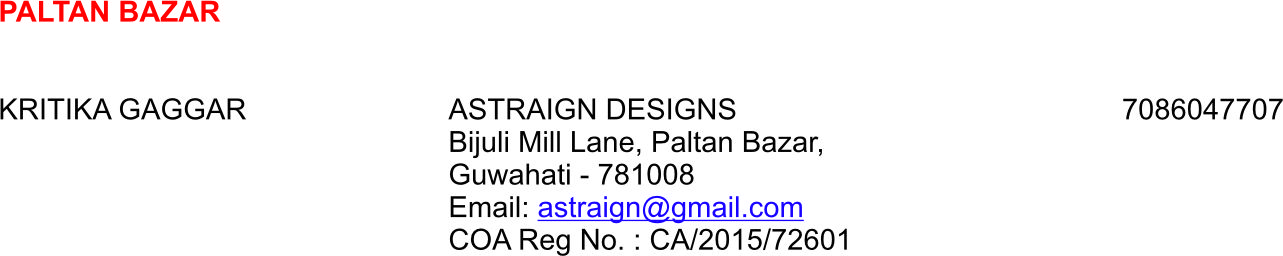 PALTAN BAZAR
KRITIKA GAGGAR ASTRAIGN DESIGNS 7086047707
Bijuli Mill Lane, Paltan Bazar,
Guwahati - 781008
Email: astraign@gmail.com
COA Reg No. : CA/2015/72601